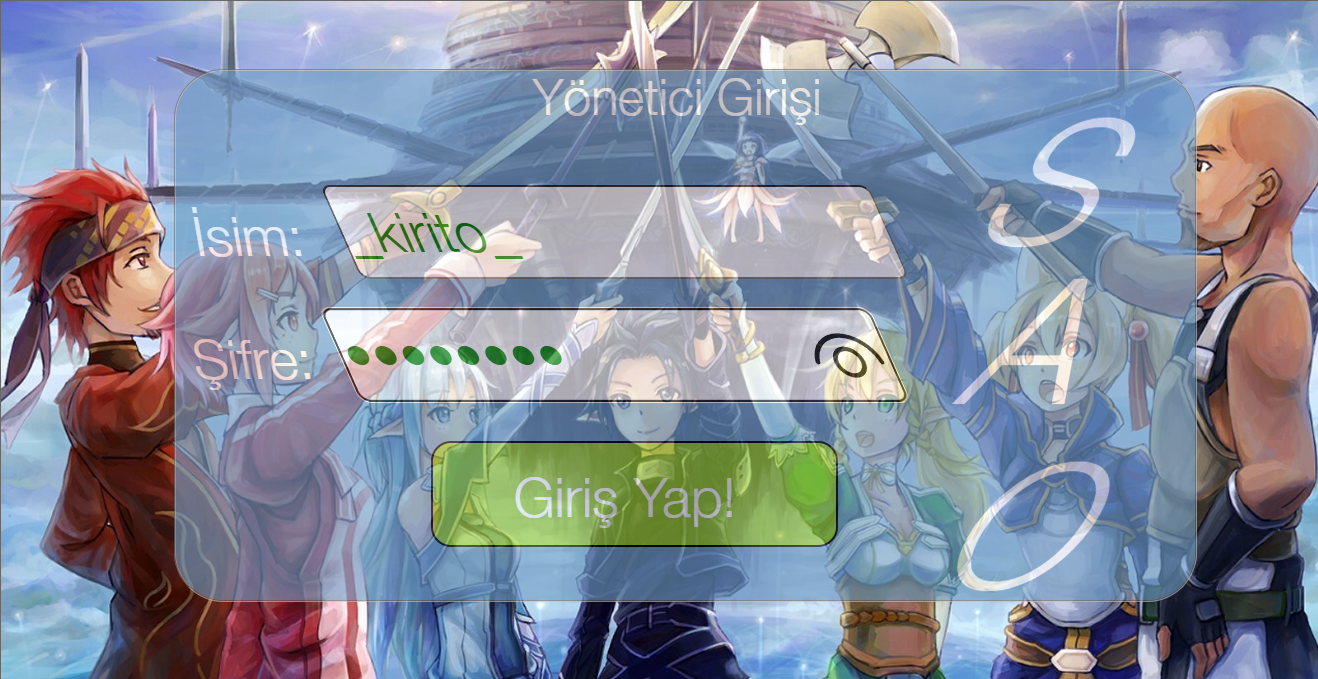 Yönetici Girişi
İsim: _kirito_
Şifre: ●●●●●●●●
Giriş Yap!
S
A
O